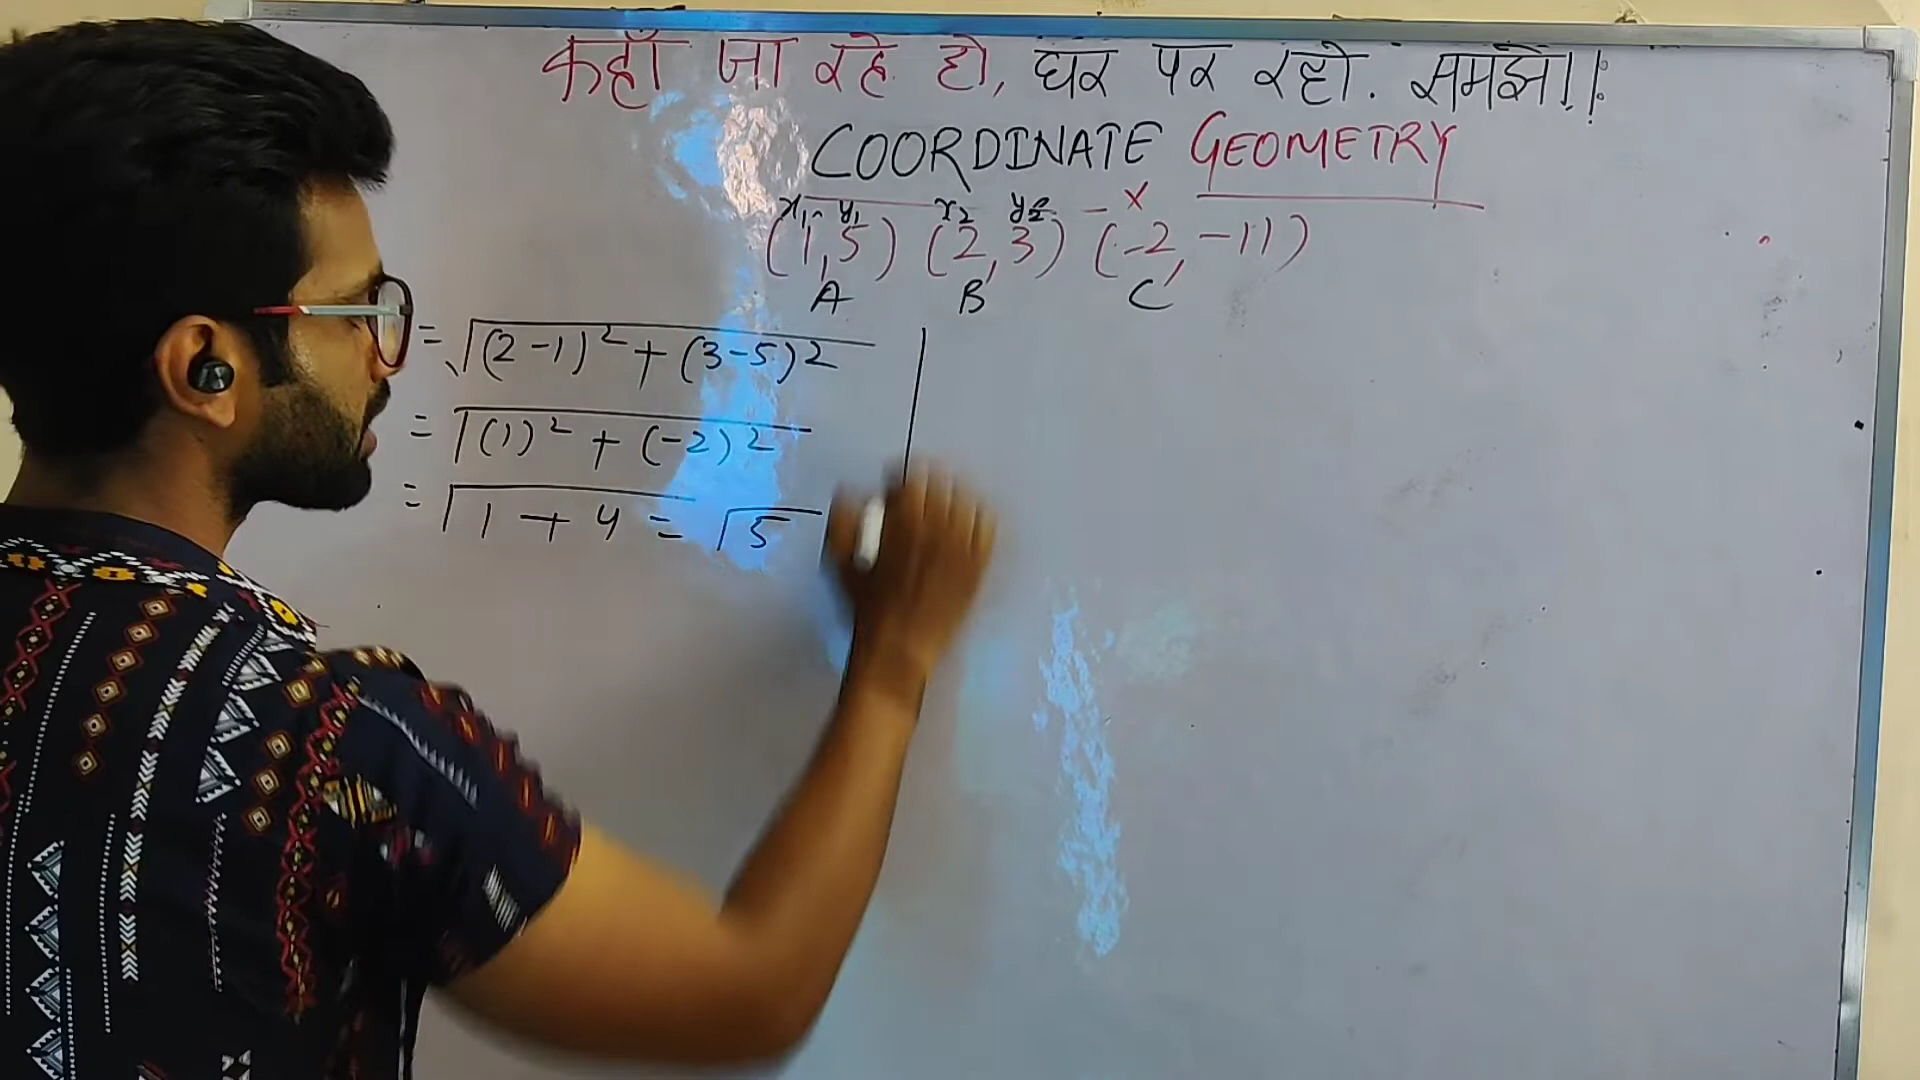 कहाँ जा रहे हो, घर पर रहो. समझे!!
COORDINATE GEOMETRY
x₁ y₁ x₂ y₂ - x
(1,5) (2,3) (-2,-11)
A B C
= √(2-1)² + (3-5)²
= √(1)² + (-2)²
= √1 + 4 = √5